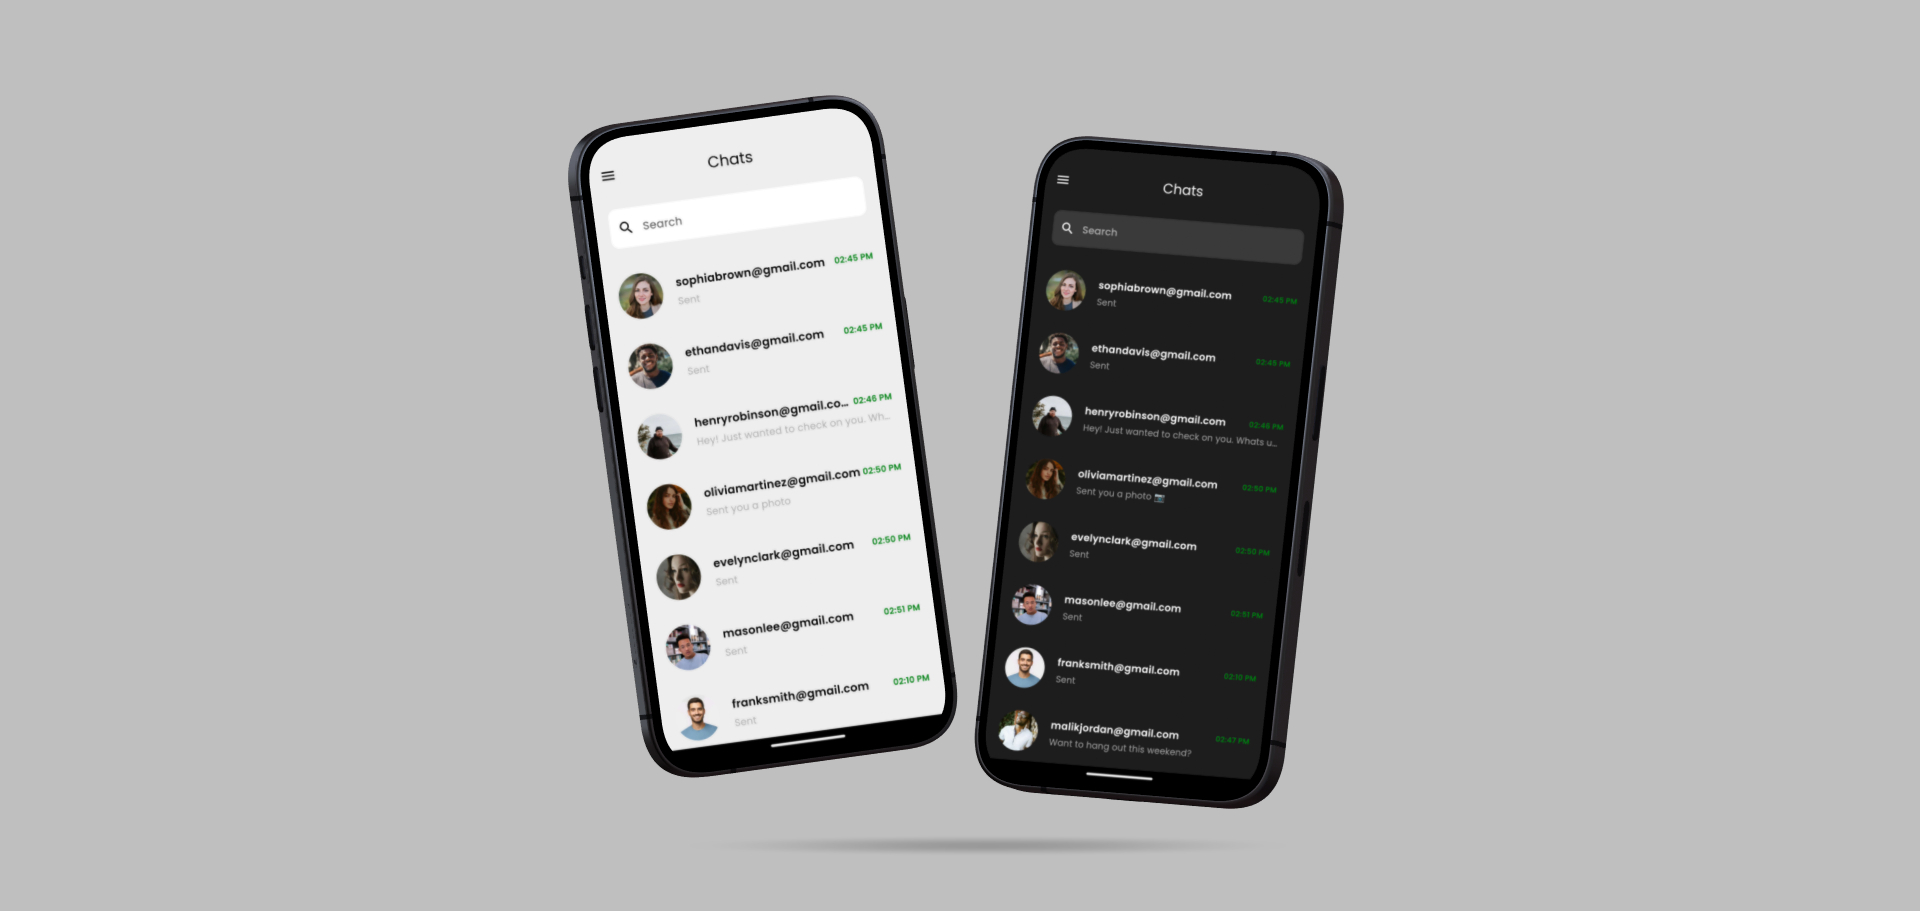 Chats
Search
sophiabrown@gmail.com 02:45 PM
Sent
ethandavis@gmail.com 02:45 PM
Sent
henryrobinson@gmail.co... 02:46 PM
Hey! Just wanted to check on you. Wh...
oliviamartinez@gmail.com 02:50 PM
Sent you a photo
evelynclark@gmail.com 02:50 PM
Sent
masonlee@gmail.com 02:51 PM
Sent
franksmith@gmail.com 02:10 PM
Sent
Chats
Search
sophiabrown@gmail.com 02:45 PM
Sent
ethandavis@gmail.com 02:45 PM
Sent
henryrobinson@gmail.com 02:46 PM
Hey! Just wanted to check on you. Whats u...
oliviamartinez@gmail.com 02:50 PM
Sent you a photo 📷
evelynclark@gmail.com 02:50 PM
Sent
masonlee@gmail.com 02:51 PM
Sent
franksmith@gmail.com 02:10 PM
Sent
malikjordan@gmail.com 02:47 PM
Want to hang out this weekend?